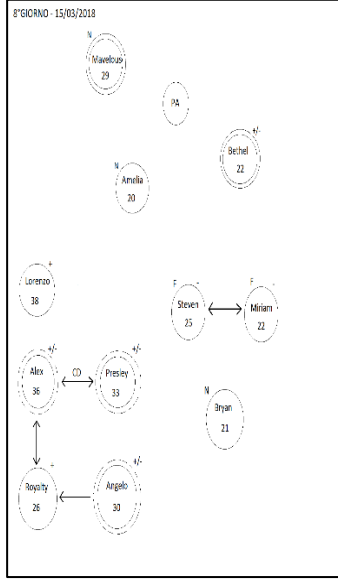 8°GIORNO - 15/03/2018
N
Mavelous
29
PA
+/-
Bethel
22
N
Amelia
20
+
Lorenzo
38
F -
Steven
25
F -
Miriam
22
+/-
Alex
36
CD
+/-
Presley
33
N
Bryan
21
+
Royalty
26
+/-
Angelo
30